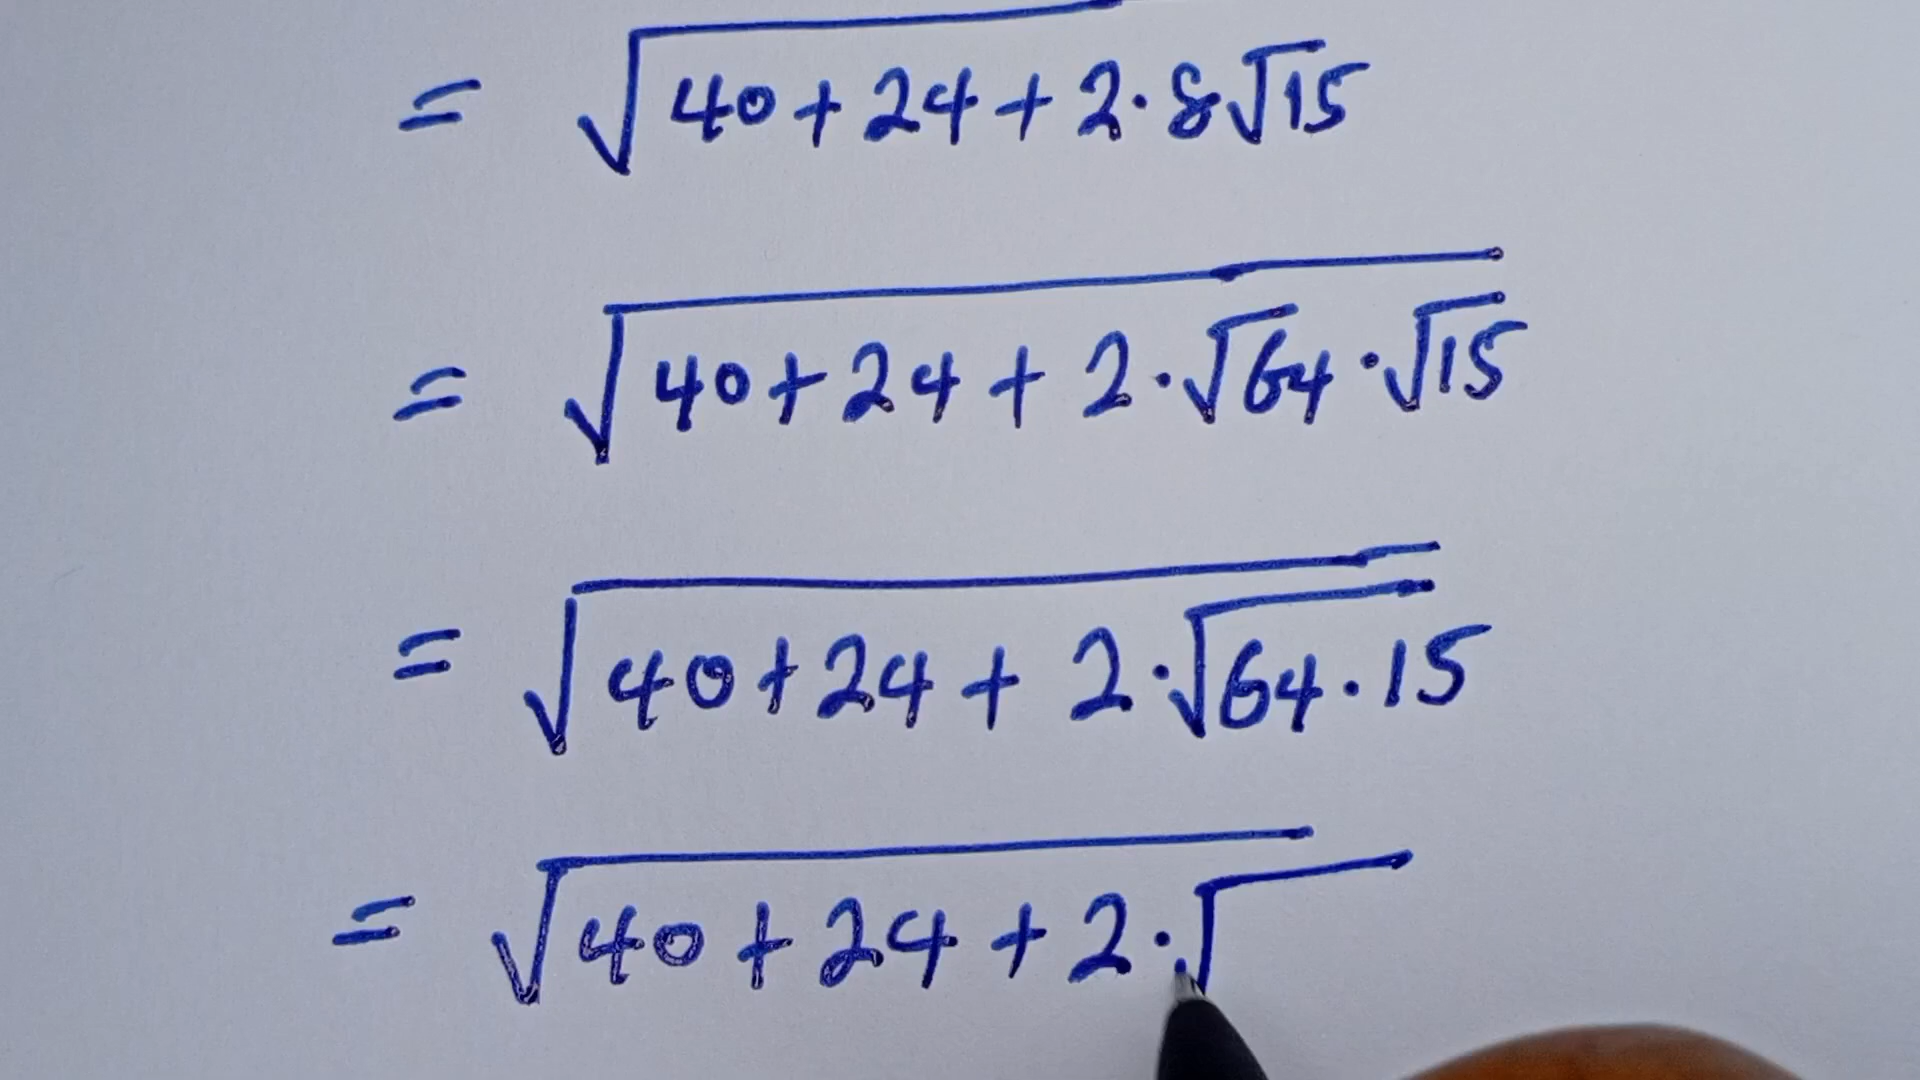 = √40+24+2·8√15
= √40+24+2·√64·√15
= √40+24+2·√64·15
= √40+24+2·√